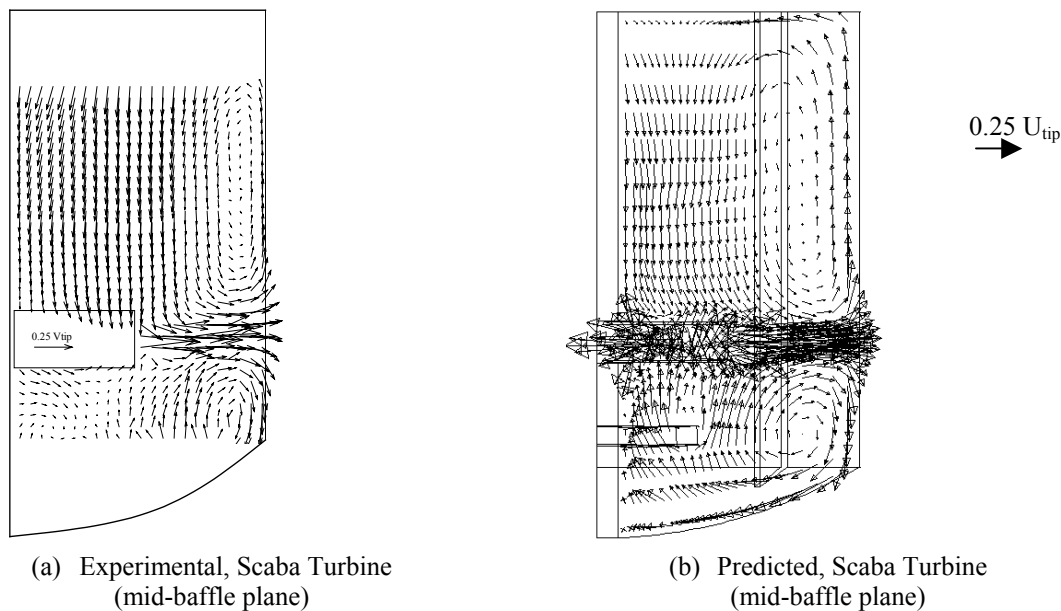 0.25 U_tip
0.25 Vtip
(a) Experimental, Scaba Turbine
(mid-baffle plane)
(b) Predicted, Scaba Turbine
(mid-baffle plane)